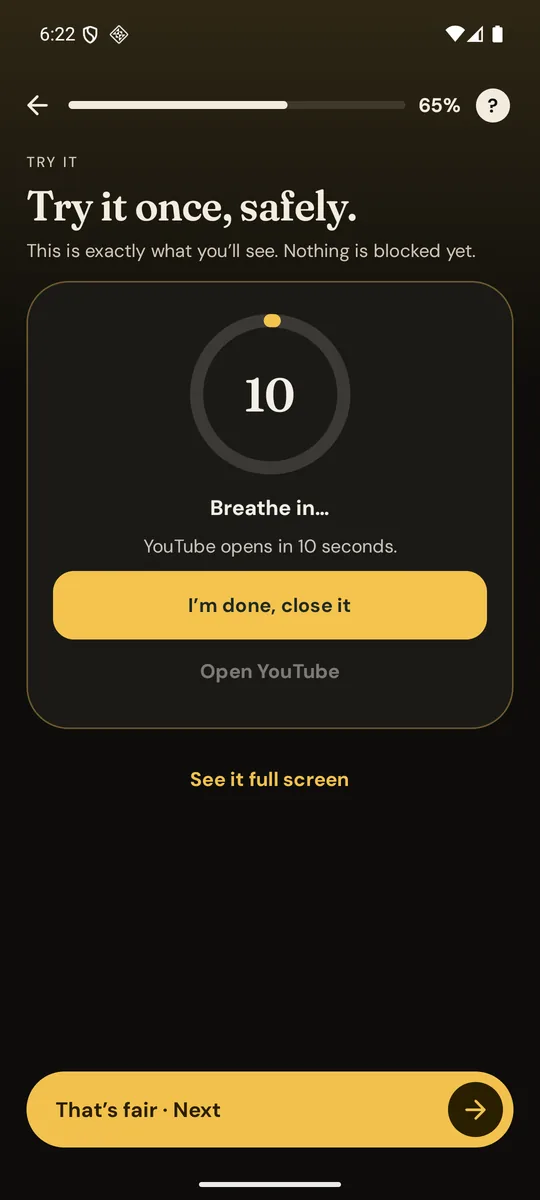 6:22
65%
?
TRY IT
Try it once, safely.
This is exactly what you’ll see. Nothing is blocked yet.
10
Breathe in…
YouTube opens in 10 seconds.
I’m done, close it
Open YouTube
See it full screen
That’s fair · Next